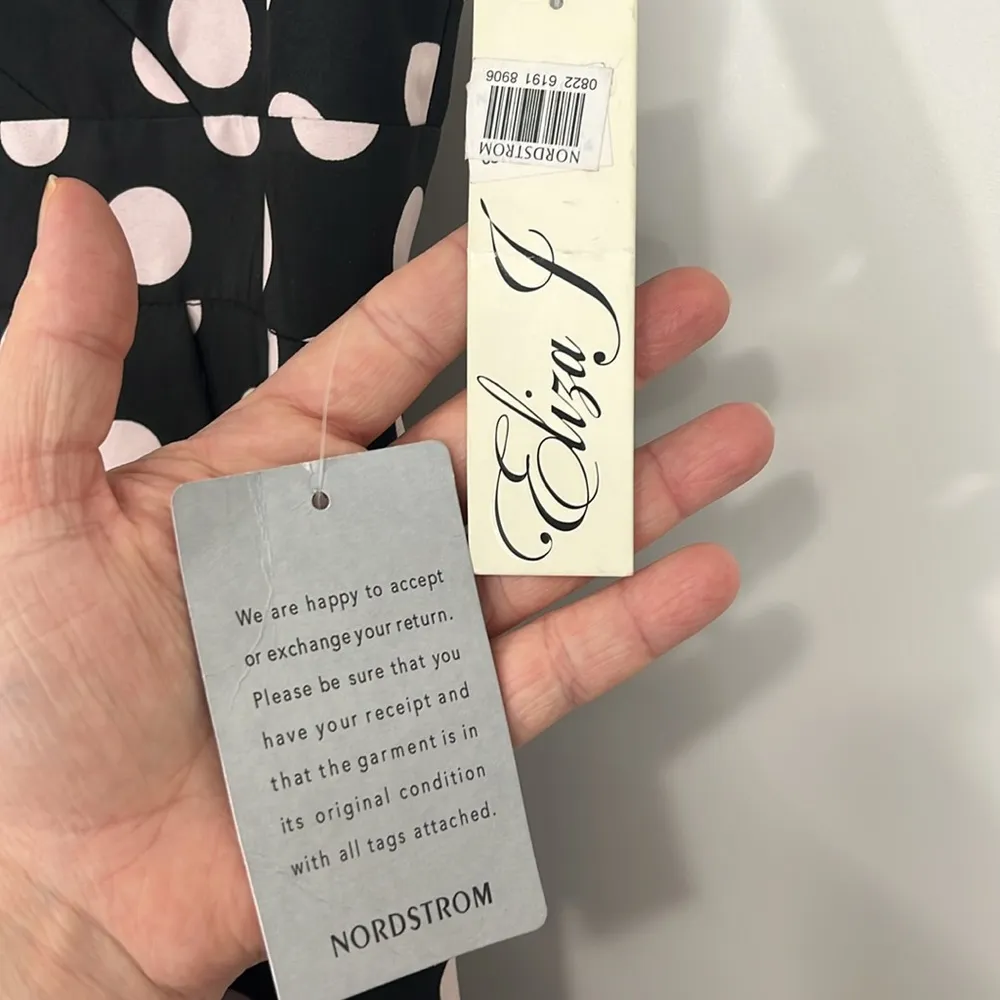 NORDSTROM
0822 6191 8906
Eliza J
We are happy to accept
or exchange your return.
Please be sure that you
have your receipt and
that the garment is in
its original condition
with all tags attached.
NORDSTROM